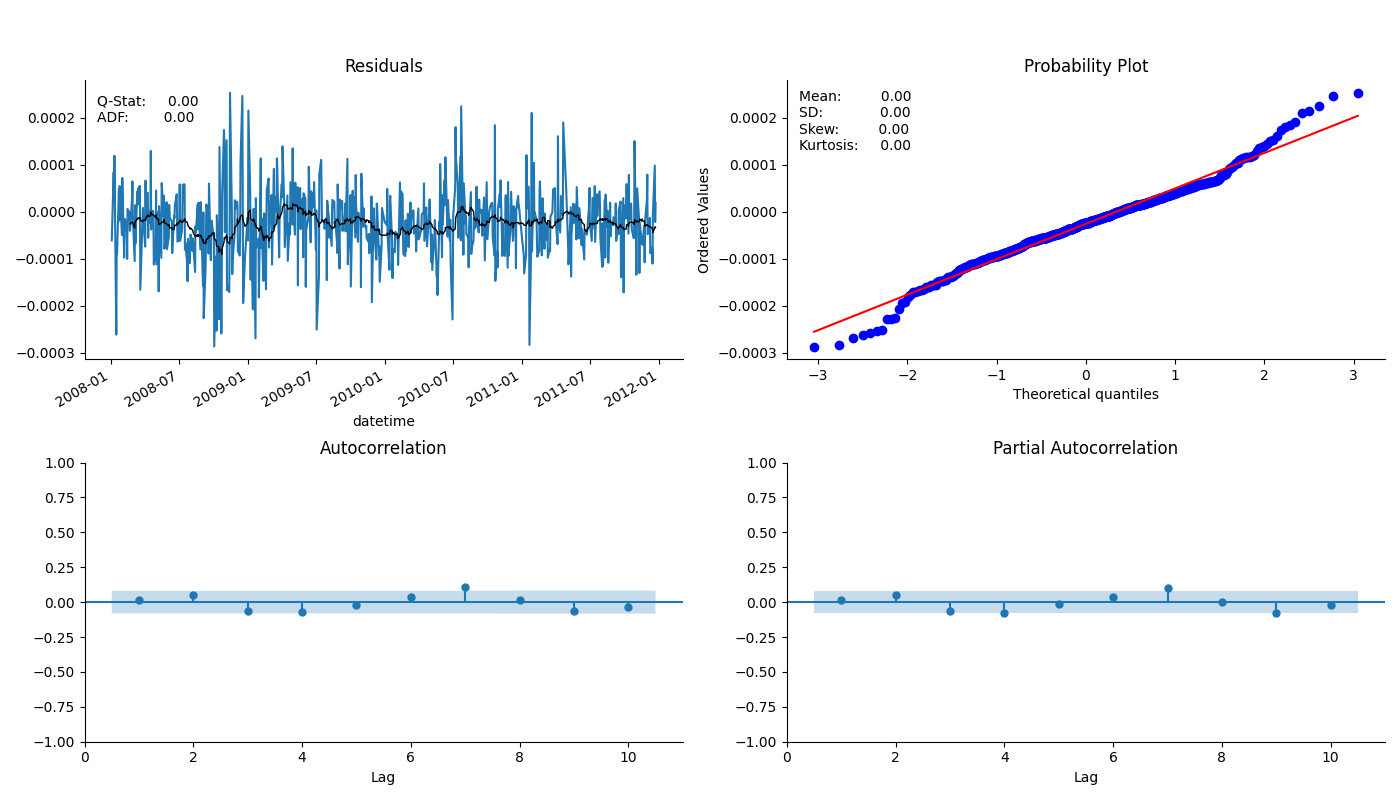 Residuals
Q-Stat: 0.00
ADF: 0.00
0.0002
0.0001
0.0000
−0.0001
−0.0002
−0.0003
2008-01
2008-07
2009-01
2009-07
2010-01
2010-07
2011-01
2011-07
2012-01
datetime
Probability Plot
Mean: 0.00
SD: 0.00
Skew: 0.00
Kurtosis: 0.00
Ordered Values
0.0002
0.0001
0.0000
−0.0001
−0.0002
−0.0003
−3 −2 −1 0 1 2 3
Theoretical quantiles
Autocorrelation
1.00
0.75
0.50
0.25
0.00
−0.25
−0.50
−0.75
−1.00
0 2 4 6 8 10
Lag
Partial Autocorrelation
1.00
0.75
0.50
0.25
0.00
−0.25
−0.50
−0.75
−1.00
0 2 4 6 8 10
Lag